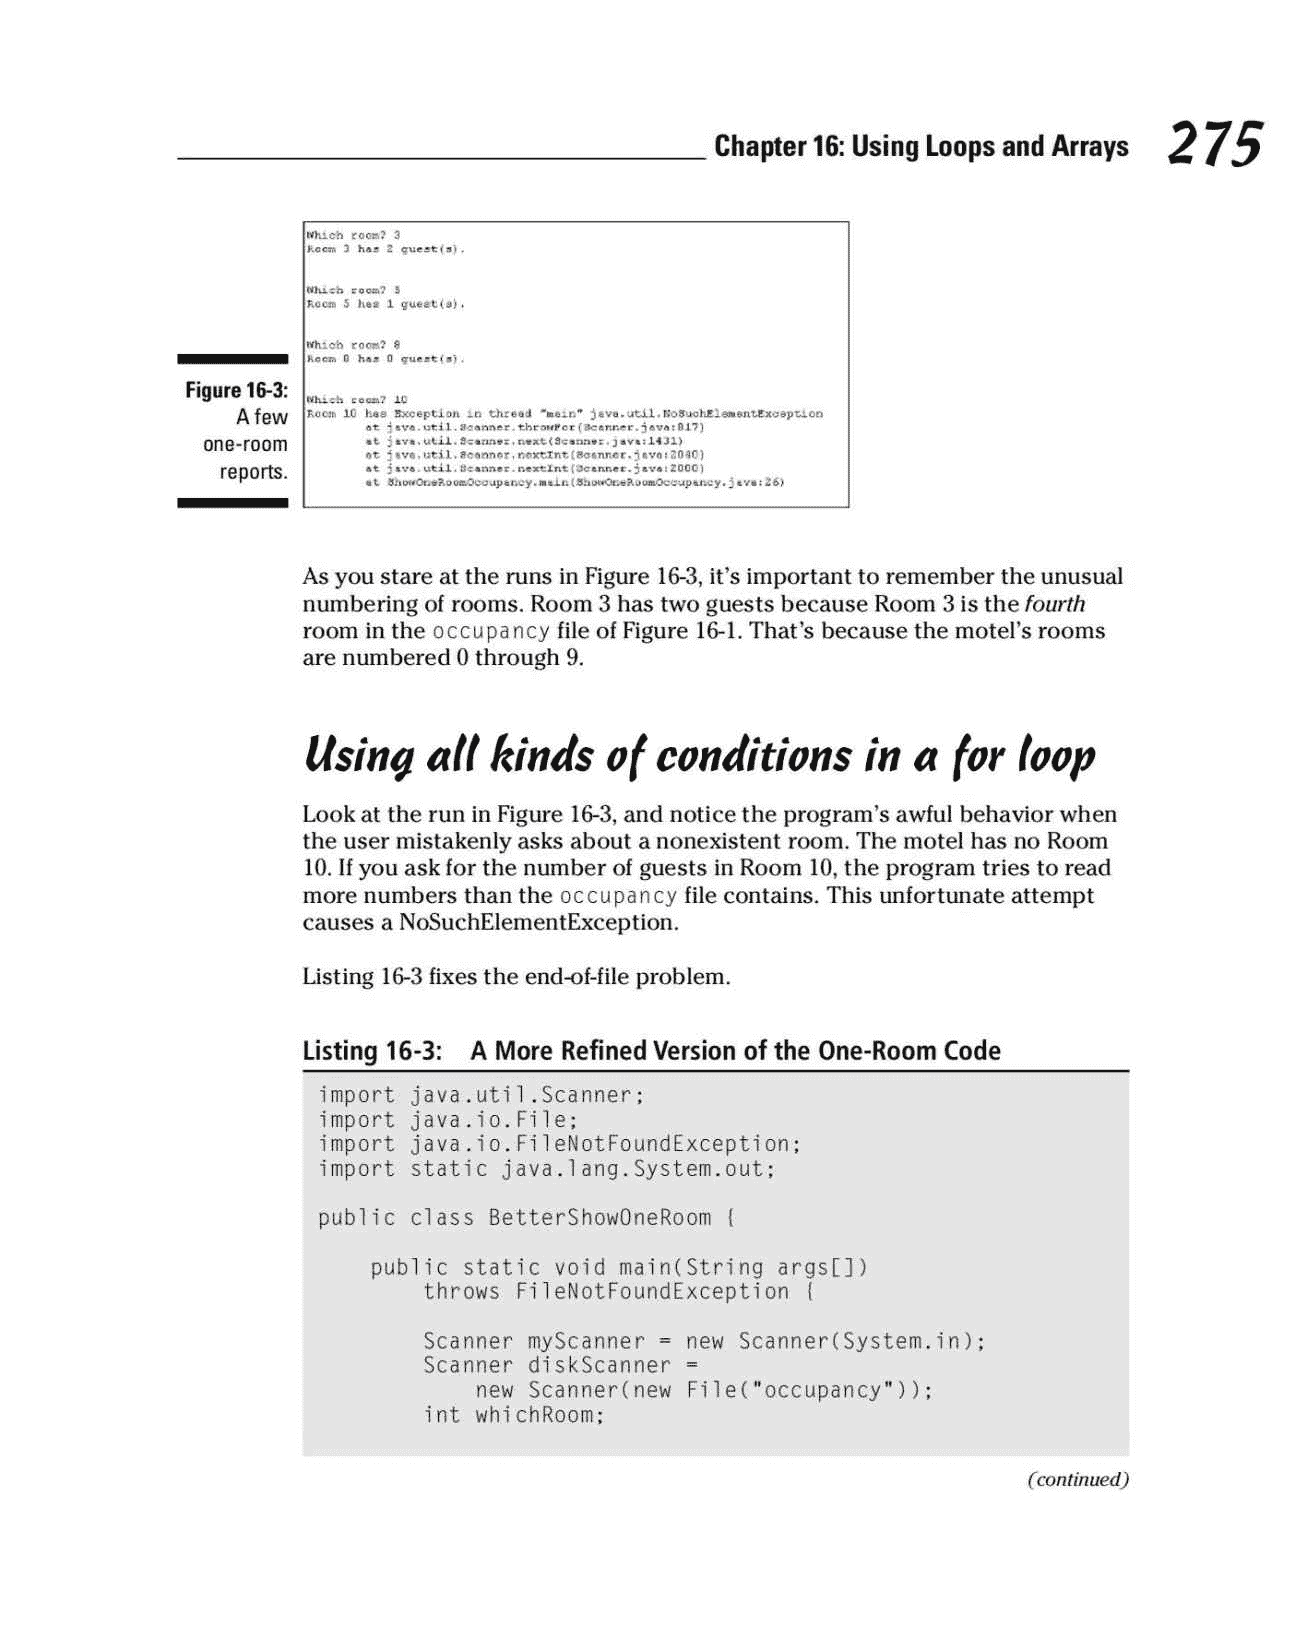 Chapter 16: Using Loops and Arrays 275
Which room? 3
Room 3 has 2 guest(s).
Which room? 5
Room 5 has 1 guest(s).
Which room? 8
Room 8 has 0 guest(s).
Which room? 10
Room 10 has Exception in thread "main" java.util.NoSuchElementException
at java.util.Scanner.throwFor(Scanner.java:817)
at java.util.Scanner.next(Scanner.java:1431)
at java.util.Scanner.nextInt(Scanner.java:2040)
at java.util.Scanner.nextInt(Scanner.java:2000)
at ShowOneRoomOccupancy.main(ShowOneRoomOccupancy.java:26)
Figure 16-3:
A few
one-room
reports.
As you stare at the runs in Figure 16-3, it's important to remember the unusual
numbering of rooms. Room 3 has two guests because Room 3 is the fourth
room in the occupancy file of Figure 16-1. That's because the motel's rooms
are numbered 0 through 9.
Using all kinds of conditions in a for loop
Look at the run in Figure 16-3, and notice the program's awful behavior when
the user mistakenly asks about a nonexistent room. The motel has no Room
10. If you ask for the number of guests in Room 10, the program tries to read
more numbers than the occupancy file contains. This unfortunate attempt
causes a NoSuchElementException.
Listing 16-3 fixes the end-of-file problem.
Listing 16-3: A More Refined Version of the One-Room Code
import java.util.Scanner;
import java.io.File;
import java.io.FileNotFoundException;
import static java.lang.System.out;
public class BetterShowOneRoom {
public static void main(String args[])
throws FileNotFoundException {
Scanner myScanner = new Scanner(System.in);
Scanner diskScanner =
new Scanner(new File("occupancy"));
int whichRoom;
(continued)